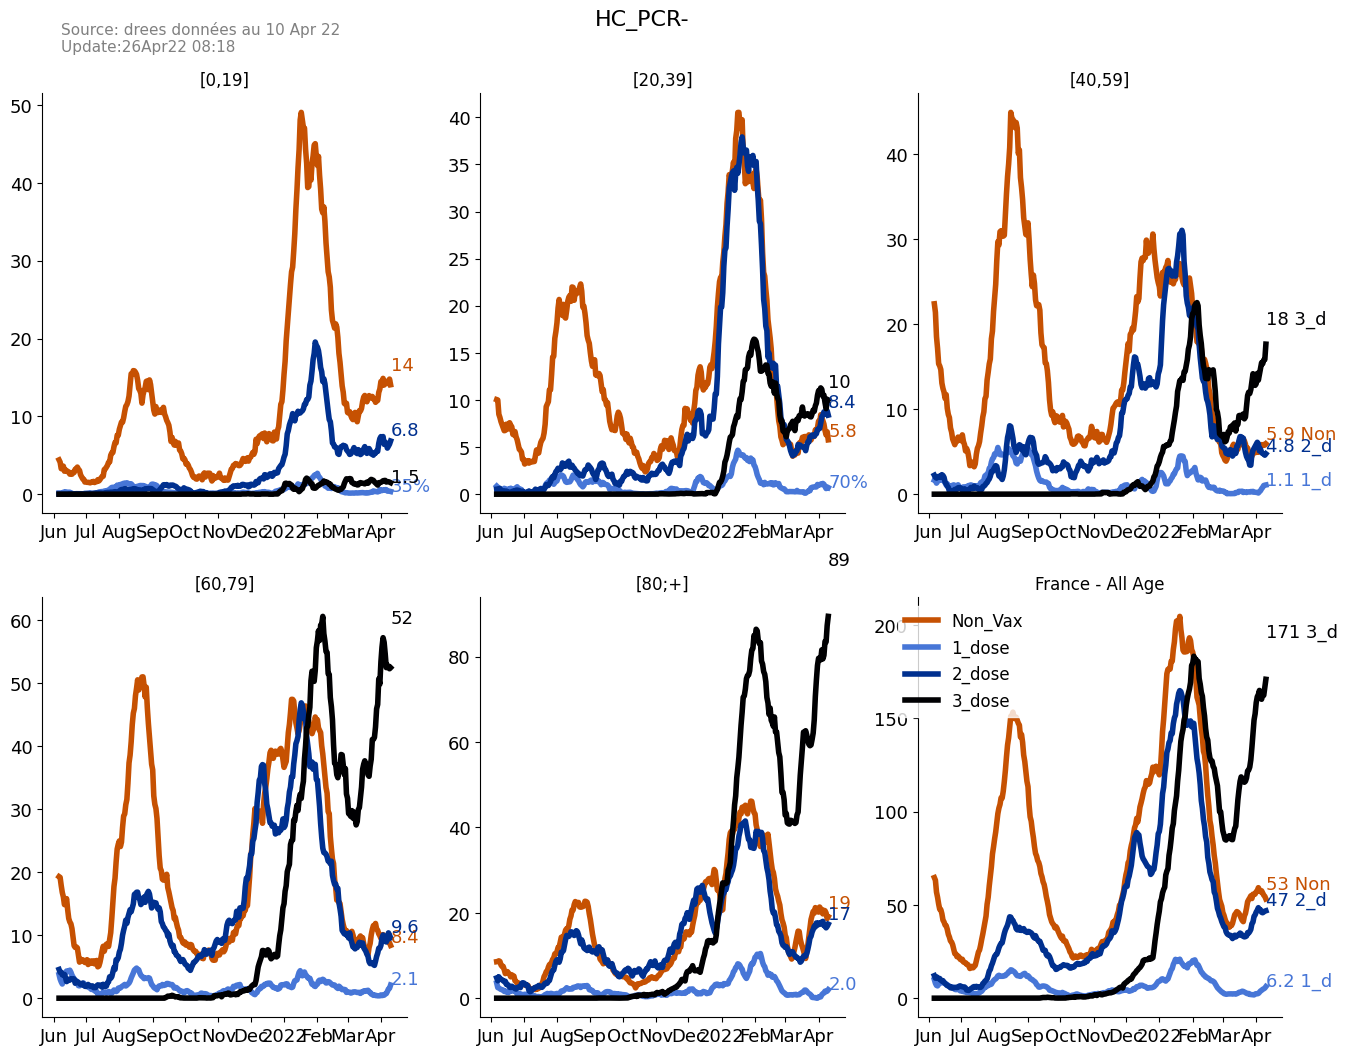 HC_PCR-
Source: drees données au 10 Apr 22
Update:26Apr22 08:18
[0,19]
50
40
30
20
10
0
14
6.8
1.5
35%
Jun Jul Aug Sep Oct Nov Dec 2022 Feb Mar Apr
[20,39]
40
35
30
25
20
15
10
5
0
10
8.4
5.8
70%
Jun Jul Aug Sep Oct Nov Dec 2022 Feb Mar Apr
[40,59]
40
30
20
10
0
18 3_d
5.9 Non
4.8 2_d
1.1 1_d
Jun Jul Aug Sep Oct Nov Dec 2022 Feb Mar Apr
[60,79]
60
50
40
30
20
10
0
52
9.6
8.4
2.1
Jun Jul Aug Sep Oct Nov Dec 2022 Feb Mar Apr
89
[80;+]
80
60
40
20
0
19
17
2.0
Jun Jul Aug Sep Oct Nov Dec 2022 Feb Mar Apr
France - All Age
200
150
100
50
0
Non_Vax
1_dose
2_dose
3_dose
171 3_d
53 Non
47 2_d
6.2 1_d
Jun Jul Aug Sep Oct Nov Dec 2022 Feb Mar Apr